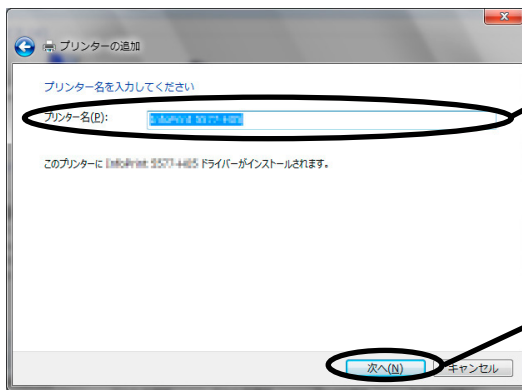 プリンターの追加
プリンター名を入力してください
プリンター名(P):
このプリンターに InfoPrint 5577-H05 ドライバーがインストールされます。
次へ(N)
キャンセル